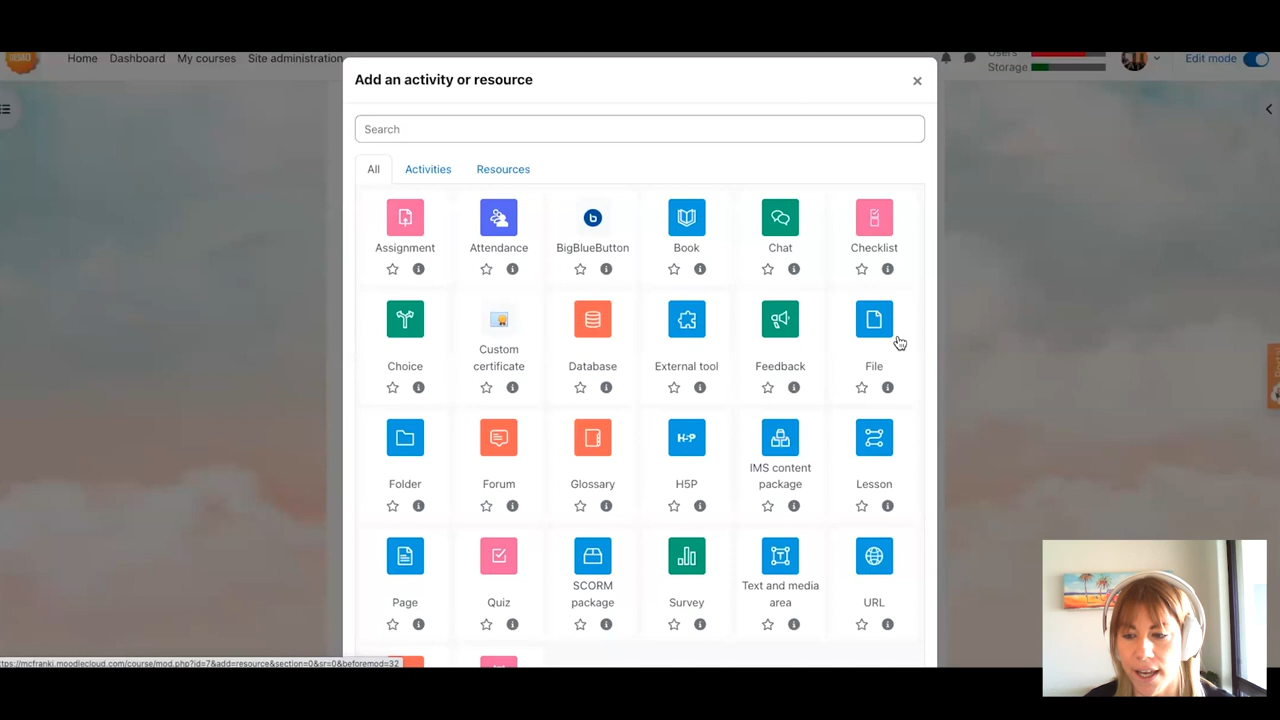 Home Dashboard My courses Site administration
Users
Storage
Edit mode
Add an activity or resource
×
Search
All Activities Resources
Assignment Attendance BigBlueButton Book Chat Checklist
Choice Custom certificate Database External tool Feedback File
Folder Forum Glossary H5P IMS content package Lesson
Page Quiz SCORM package Survey Text and media area URL
ttps://mcfranki.moodlecloud.com/course/mod.php?id=7&add=resource&section=0&sr=0&beforemod=32